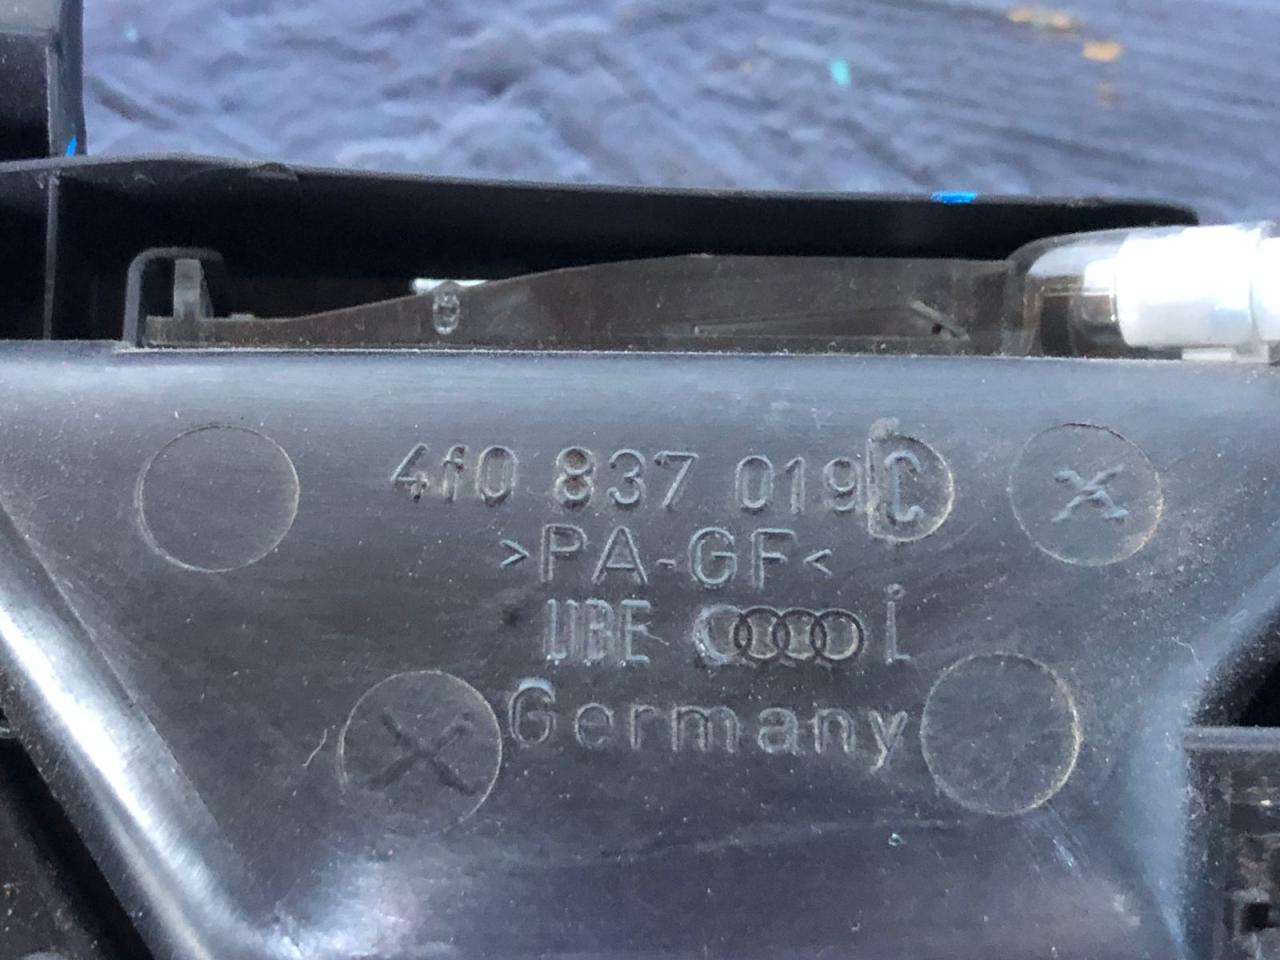 4f0 837 019 C
>PA-GF<
UBE i
Germany